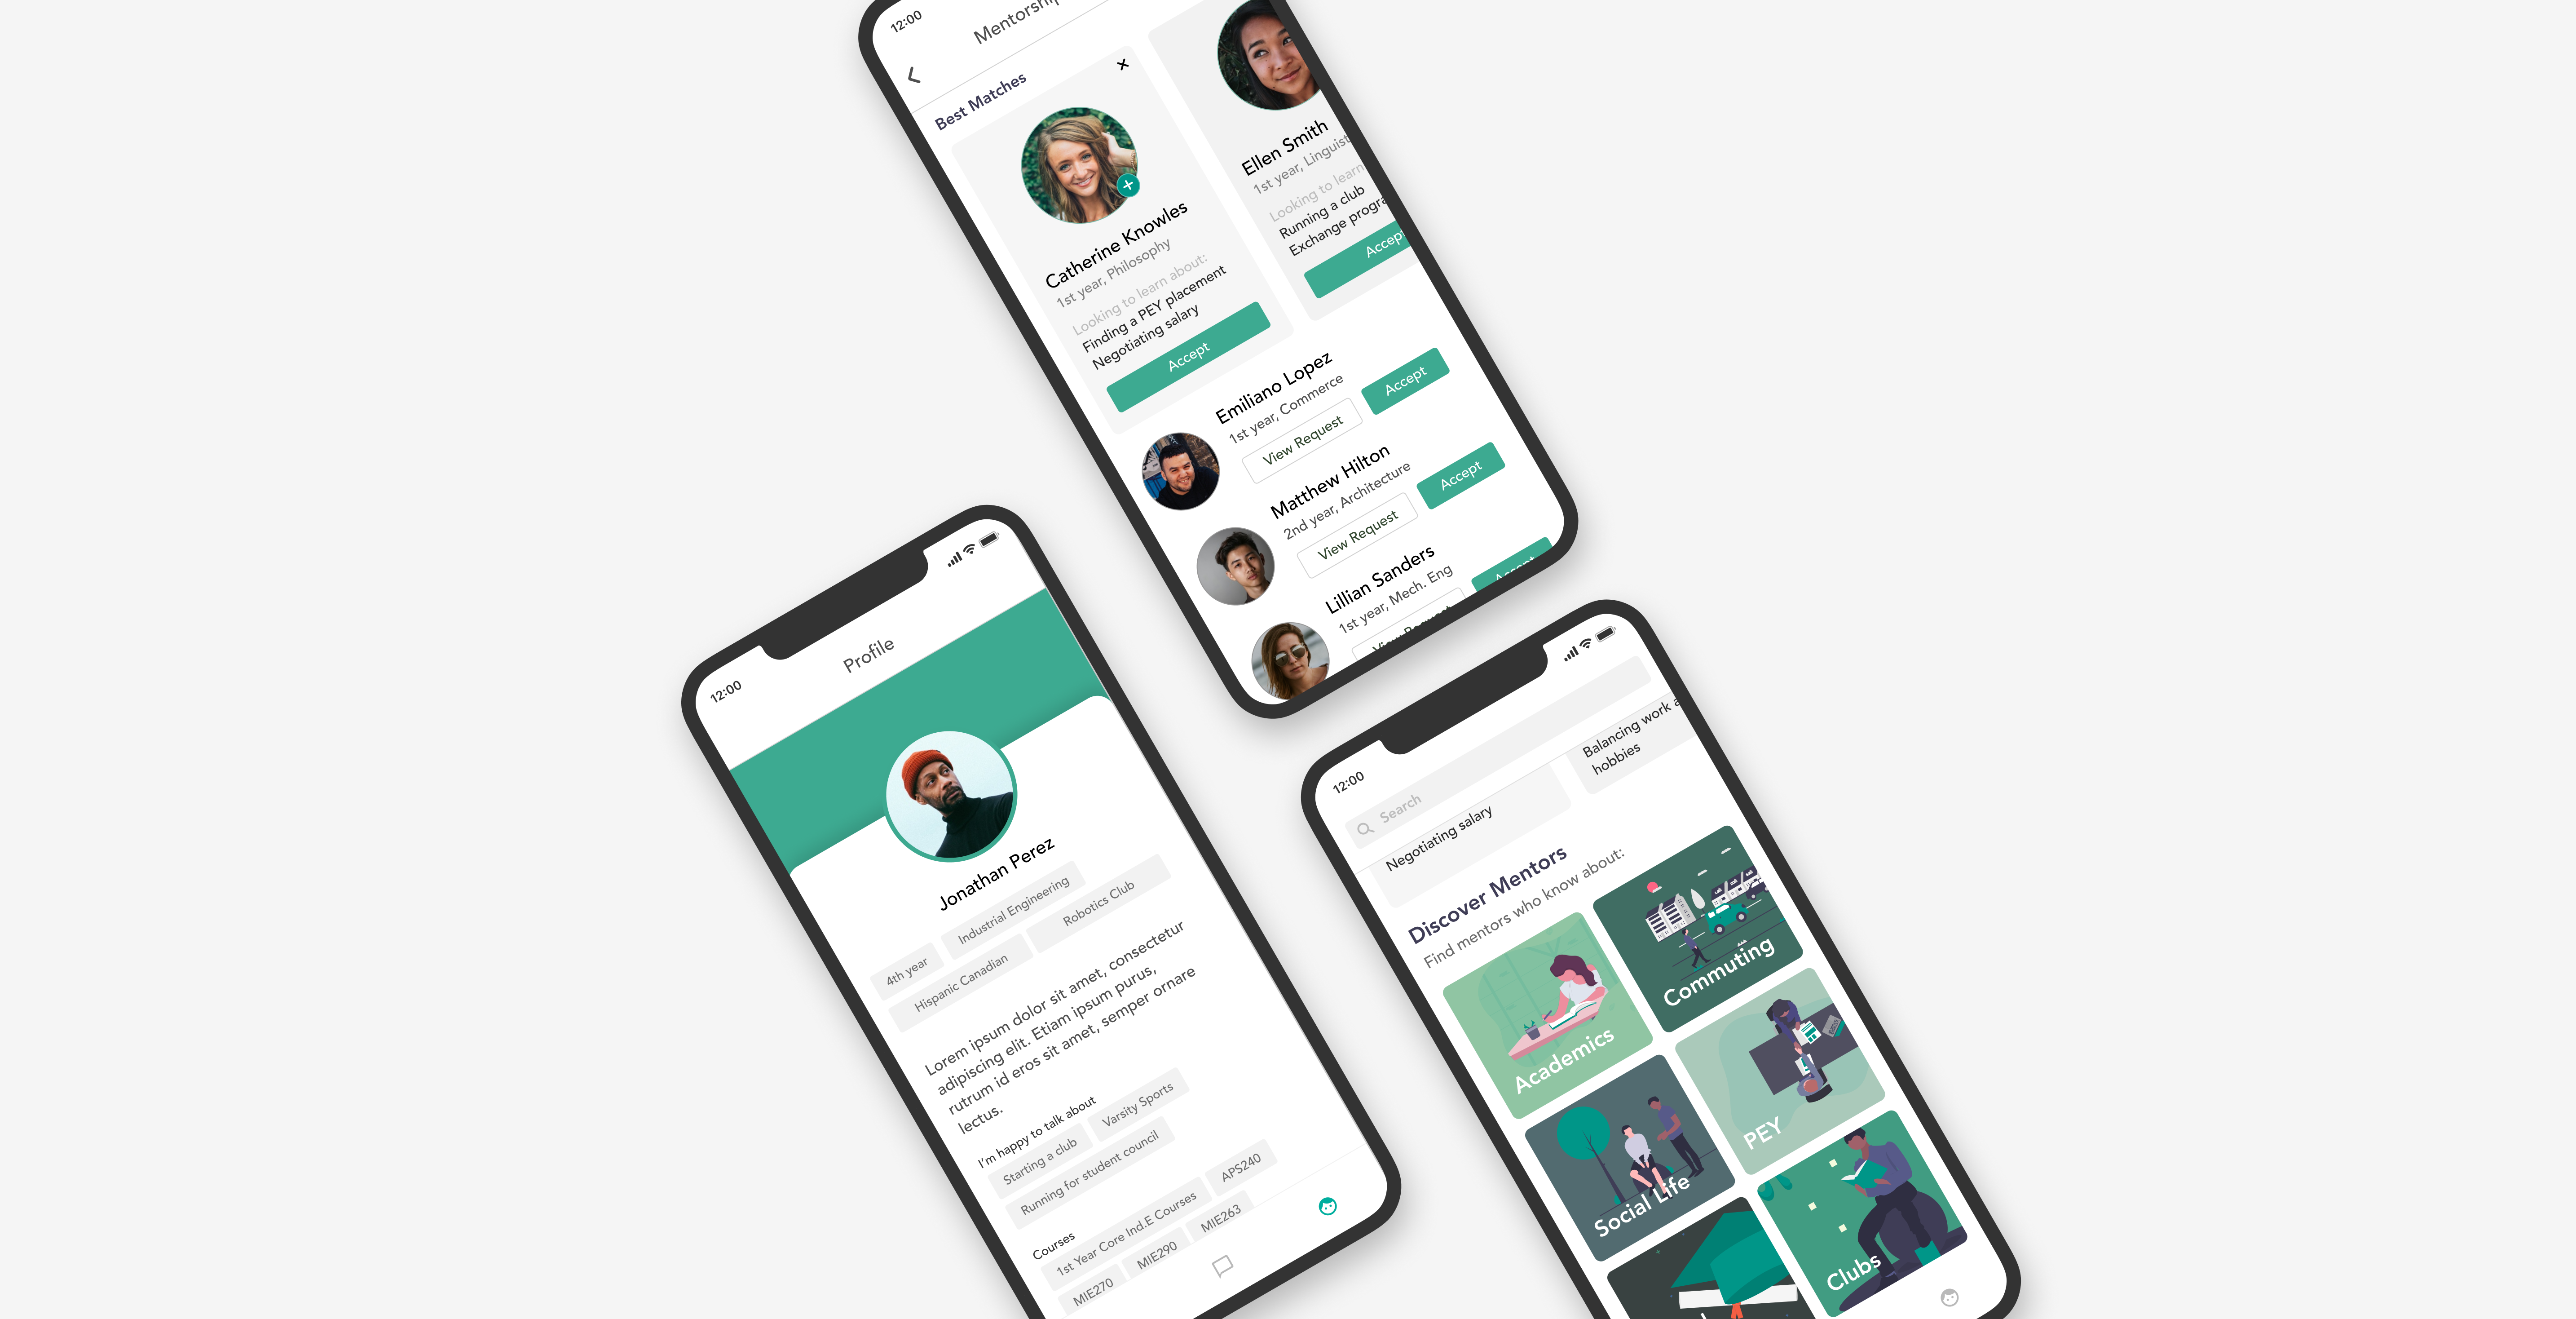 12:00
Mentorship
Best Matches
Catherine Knowles
1st year, Philosophy
Looking to learn about:
Finding a PEY placement
Negotiating salary
Accept
Ellen Smith
1st year, Linguist
Looking to learn
Running a club
Exchange progra
Accept
Emiliano Lopez
1st year, Commerce
View Request
Accept
Matthew Hilton
2nd year, Architecture
View Request
Accept
Lillian Sanders
1st year, Mech. Eng
View Request
Accept
12:00
Profile
Jonathan Perez
4th year
Industrial Engineering
Hispanic Canadian
Robotics Club
Lorem ipsum dolor sit amet, consectetur
adipiscing elit. Etiam ipsum purus,
rutrum id eros sit amet, semper ornare
lectus.
I'm happy to talk about
Starting a club
Varsity Sports
Running for student council
Courses
1st Year Core Ind.E Courses
APS240
MIE270
MIE290
MIE263
12:00
Search
Negotiating salary
Balancing work a
hobbies
Discover Mentors
Find mentors who know about:
Academics
Commuting
Social Life
PEY
Clubs